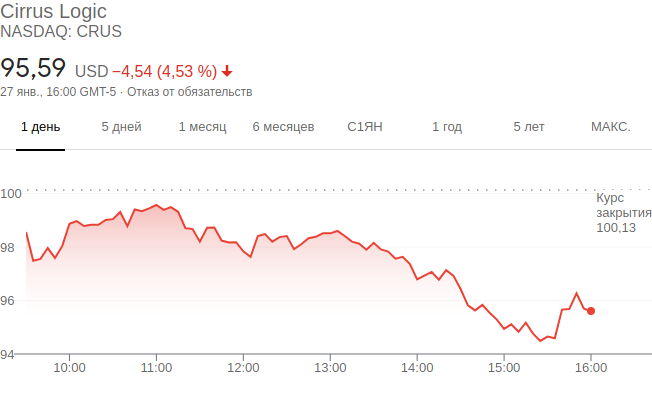 Cirrus Logic
NASDAQ: CRUS
95,59 USD −4,54 (4,53 %)
27 янв., 16:00 GMT-5 · Отказ от обязательств
1 день 5 дней 1 месяц 6 месяцев С1ЯН 1 год 5 лет МАКС.
100
Курс
закрытия
100,13
98
96
94
10:00 11:00 12:00 13:00 14:00 15:00 16:00